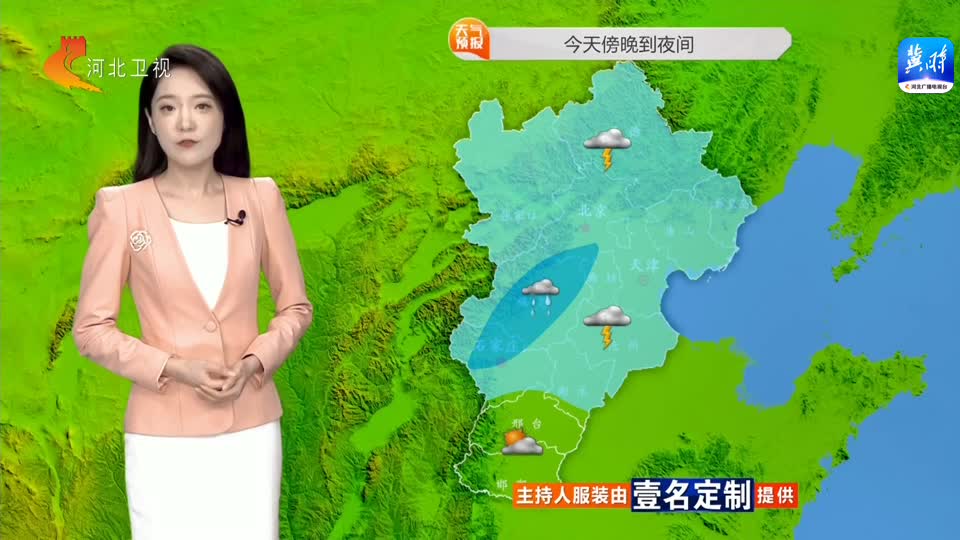 河北卫视
天气
预报
今天傍晚到夜间
冀时
河北广播电视台
北京
天津
唐山
石家庄
邢台
主持人服装由壹名定制提供